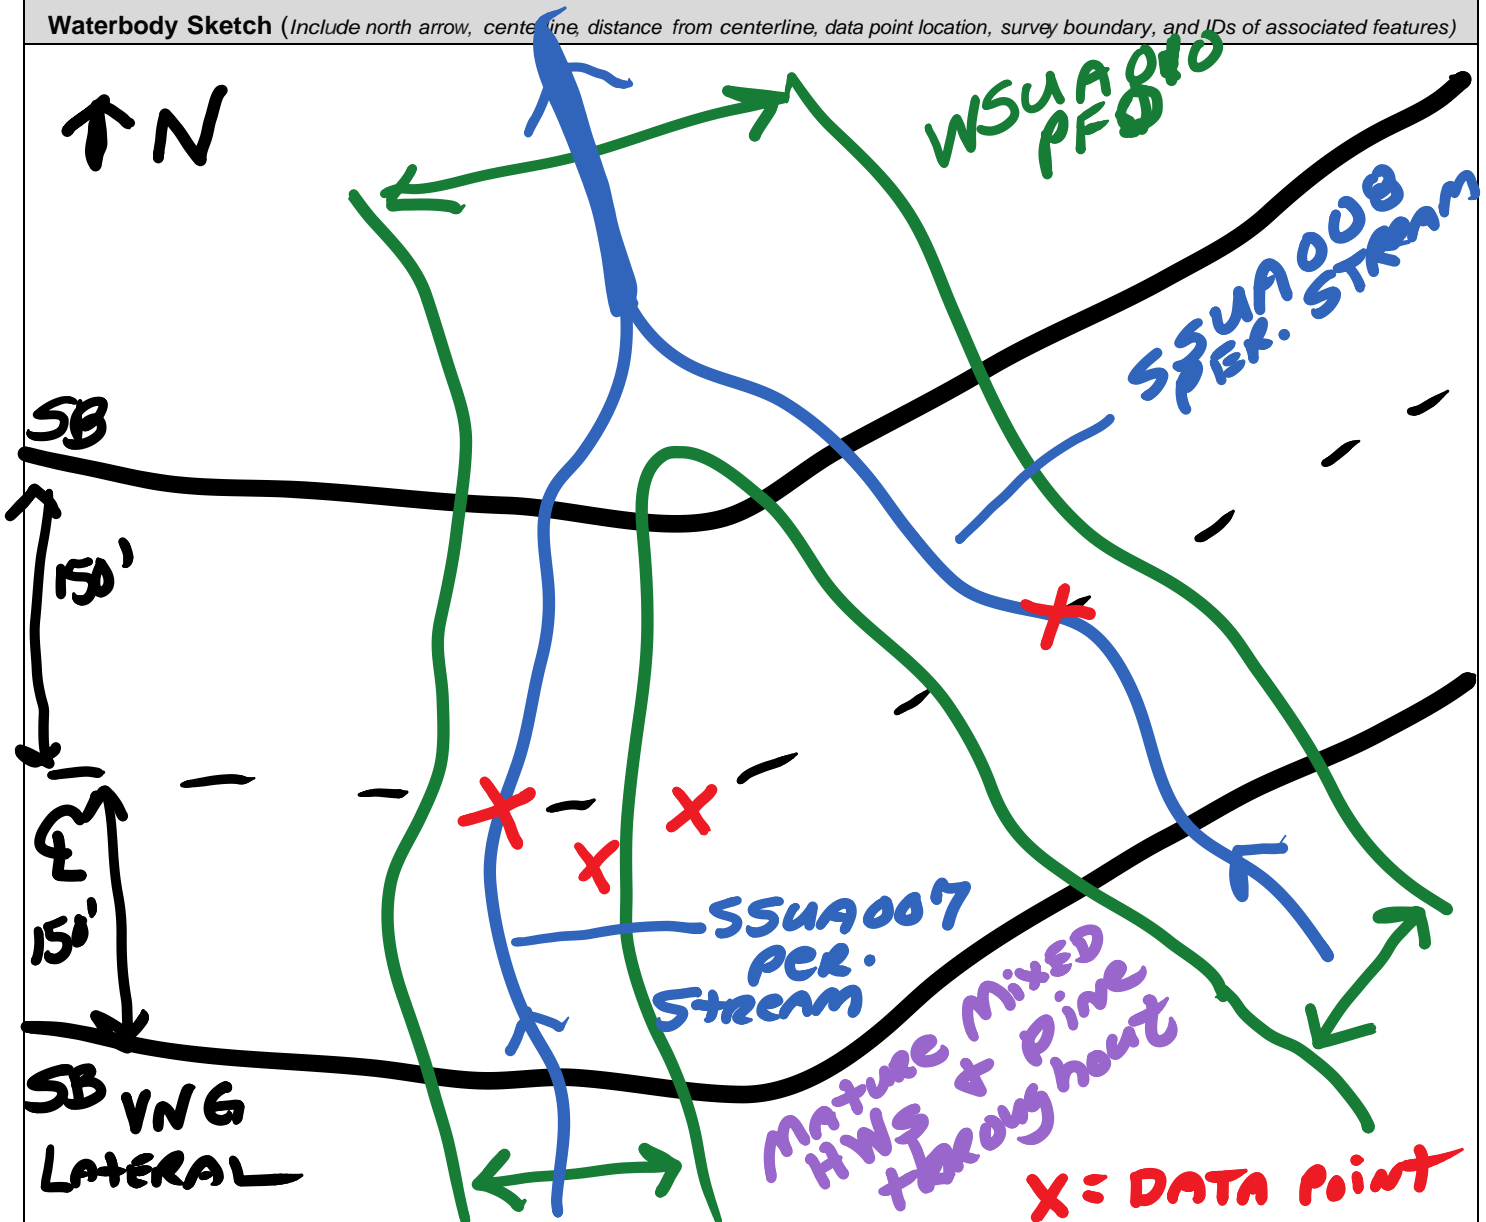 Waterbody Sketch (Include north arrow, centerline, distance from centerline, data point location, survey boundary, and IDs of associated features)
N
WSUA010
PFO
SSUA008
PER. STREAM
SB
150'
℄
150'
SSUA007
PER.
STREAM
SB VNG
LATERAL
MATURE MIXED
HWS + PINE
THROUGHOUT
X = DATA POINT